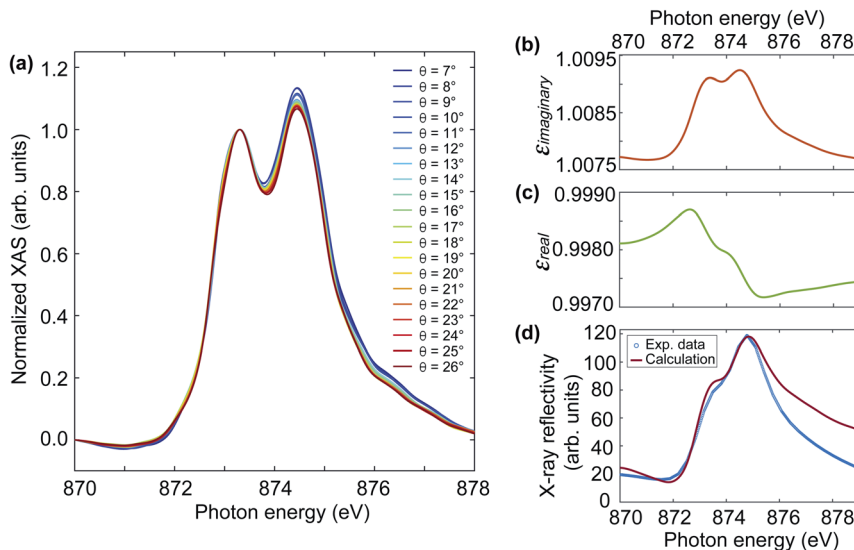 (a)
Normalized XAS (arb. units)
1.2
1.0
0.8
0.6
0.4
0.2
0.0
870 872 874 876 878
Photon energy (eV)
θ = 7°
θ = 8°
θ = 9°
θ = 10°
θ = 11°
θ = 12°
θ = 13°
θ = 14°
θ = 15°
θ = 16°
θ = 17°
θ = 18°
θ = 19°
θ = 20°
θ = 21°
θ = 22°
θ = 23°
θ = 24°
θ = 25°
θ = 26°
Photon energy (eV)
870 872 874 876 878
(b)
εimaginary
1.0095
1.0085
1.0075
(c)
εreal
0.9990
0.9980
0.9970
(d)
X-ray reflectivity
(arb. units)
120
100
80
60
40
20
0
Exp. data
Calculation
870 872 874 876 878
Photon energy (eV)